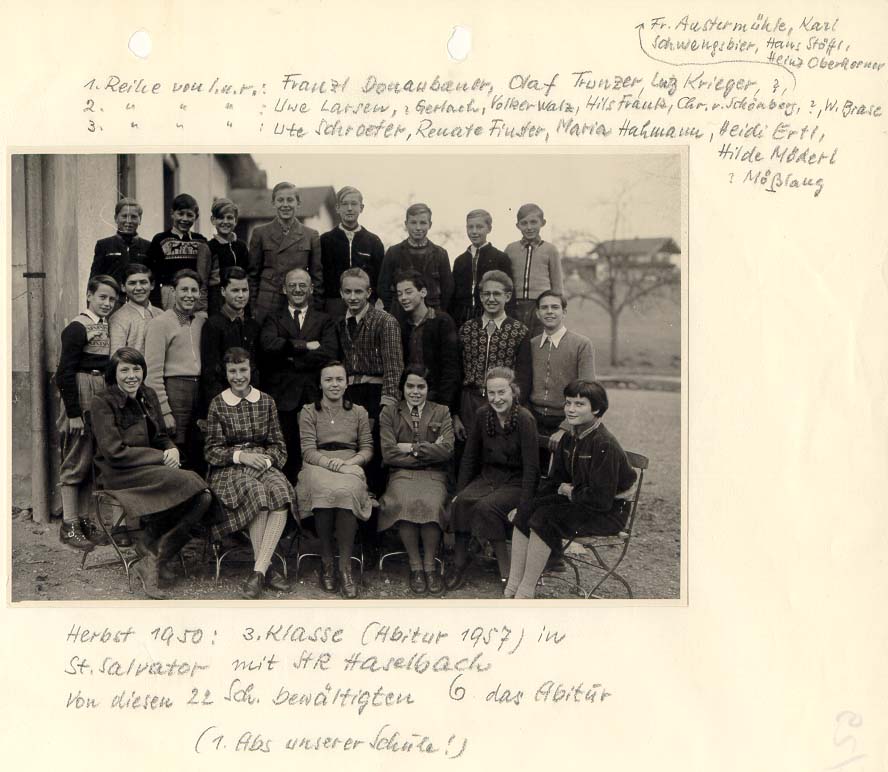 Fr. Austermühle, Karl
Schwengsbier, Hans Stöffl,
Heinz Oberkorner
1. Reihe von l.n.r.: Franzl Donaubauer, Olaf Trunzer, Lutz Krieger, ?,
2. " " " : Uwe Larsen, ? Gerlach, Volker Walz, Hils Frank, Chr. v. Schönberg, ?, W. Brase
3. " " " : Ute Schroeter, Renate Finster, Maria Hahmann, Heidi Ertl,
Hilde Möderl
? Mößlang
Herbst 1950: 3. Klasse (Abitur 1957) in
St. Salvator mit StR Haselbach
Von diesen 22 Sch. bewältigten 6 das Abitur
(1. Abs unserer Schule!)